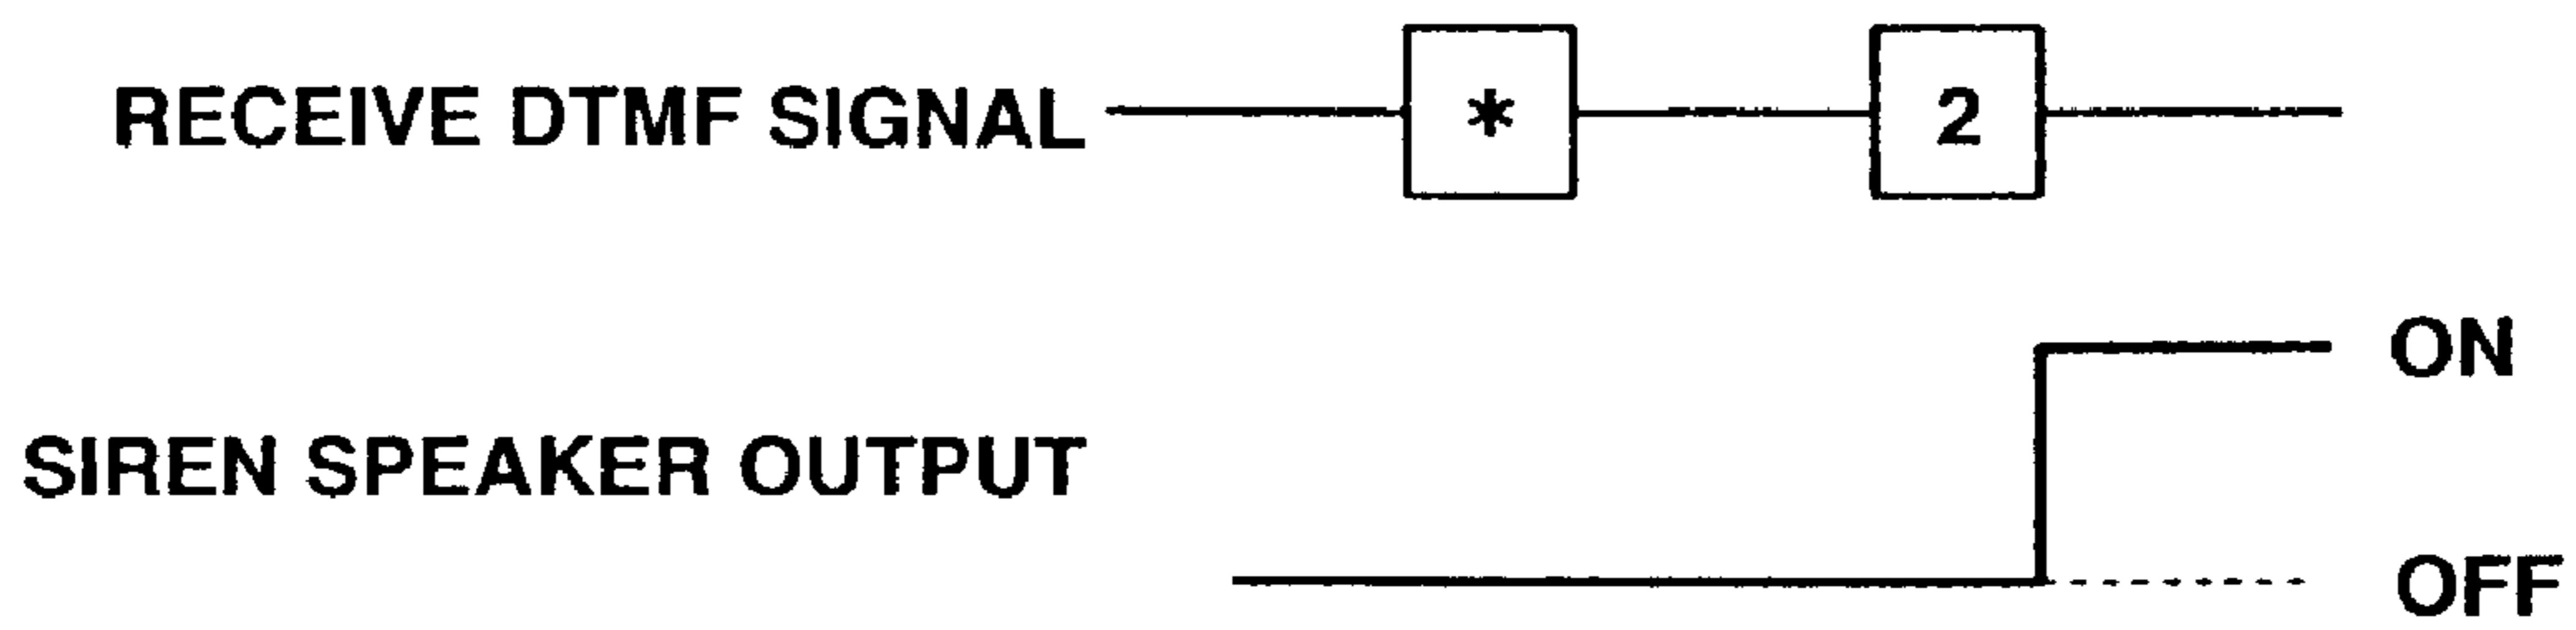 RECEIVE DTMF SIGNAL * 2
ON
SIREN SPEAKER OUTPUT
OFF